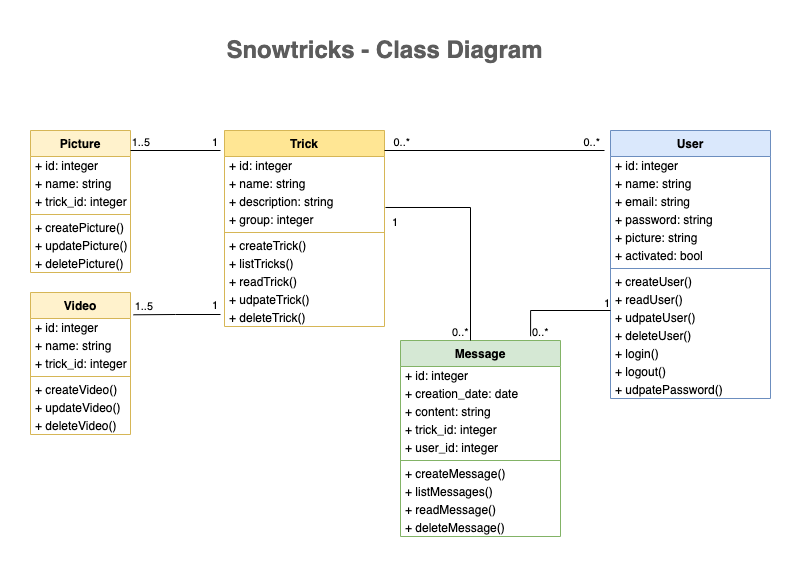 Snowtricks - Class Diagram
Picture
+ id: integer
+ name: string
+ trick_id: integer
+ createPicture()
+ updatePicture()
+ deletePicture()
1..5
1
Trick
+ id: integer
+ name: string
+ description: string
+ group: integer
+ createTrick()
+ listTricks()
+ readTrick()
+ udpateTrick()
+ deleteTrick()
0..*
0..*
User
+ id: integer
+ name: string
+ email: string
+ password: string
+ picture: string
+ activated: bool
+ createUser()
+ readUser()
+ udpateUser()
+ deleteUser()
+ login()
+ logout()
+ udpatePassword()
Video
+ id: integer
+ name: string
+ trick_id: integer
+ createVideo()
+ updateVideo()
+ deleteVideo()
1..5
1
1
0..*
1
0..*
Message
+ id: integer
+ creation_date: date
+ content: string
+ trick_id: integer
+ user_id: integer
+ createMessage()
+ listMessages()
+ readMessage()
+ deleteMessage()